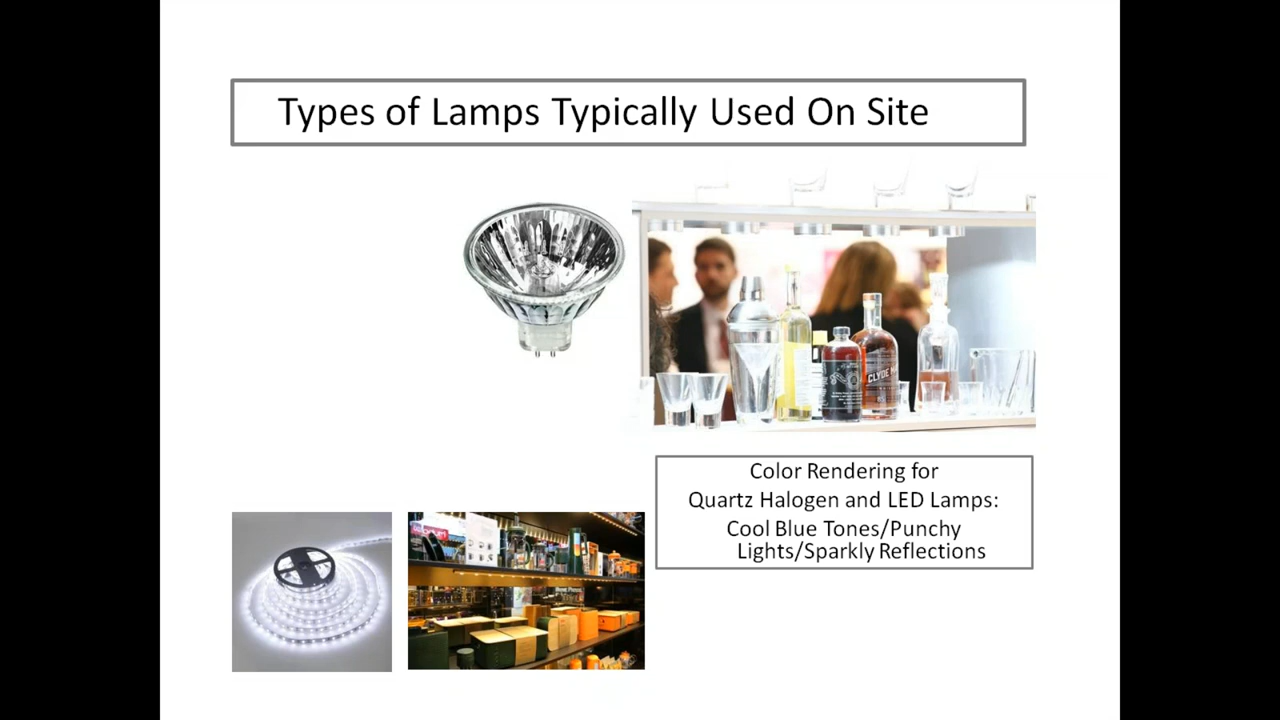 Types of Lamps Typically Used On Site
CLYDE M
Color Rendering for
Quartz Halogen and LED Lamps:
Cool Blue Tones/Punchy
Lights/Sparkly Reflections